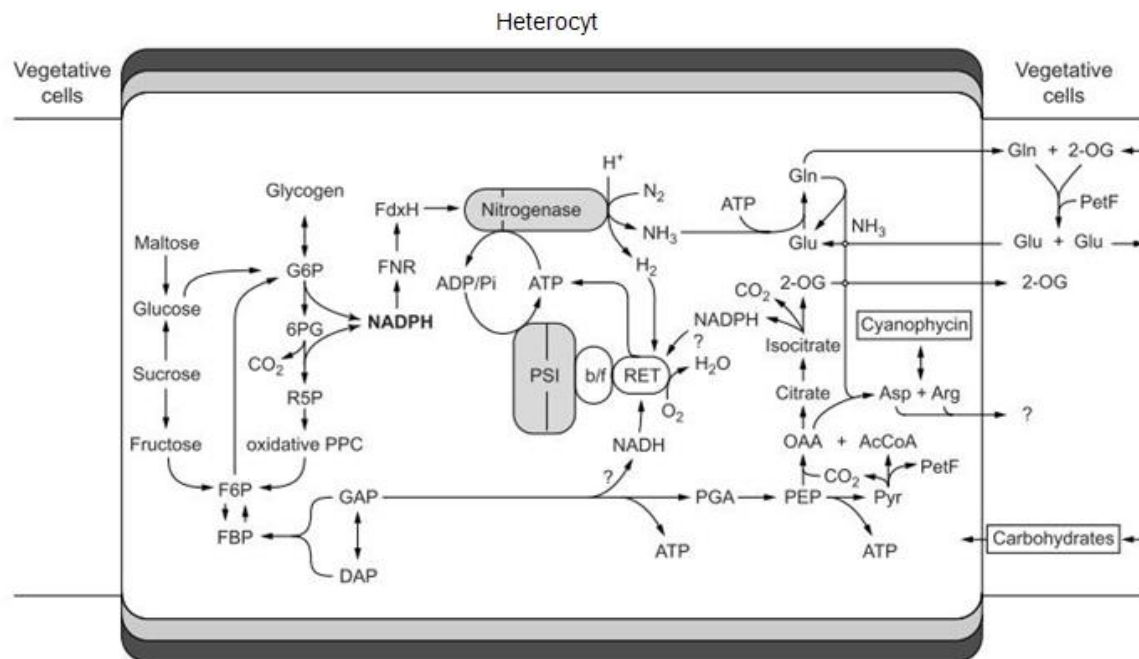 Heterocyt
Vegetative
cells
Vegetative
cells
Glycogen
Maltose
Glucose
Sucrose
Fructose
G6P
6PG
CO2
R5P
oxidative PPC
F6P
FBP
GAP
DAP
NADPH
FNR
FdxH
Nitrogenase
H+
N2
NH3
H2
ADP/Pi
ATP
PSI
b/f
RET
H2O
O2
NADH
?
ATP
PGA
PEP
Pyr
ATP
CO2
OAA + AcCoA
PetF
Citrate
Isocitrate
NADPH
?
CO2
2-OG
Glu
Gln
ATP
NH3
Gln + 2-OG
PetF
Glu + Glu
2-OG
Cyanophycin
Asp + Arg
?
Carbohydrates